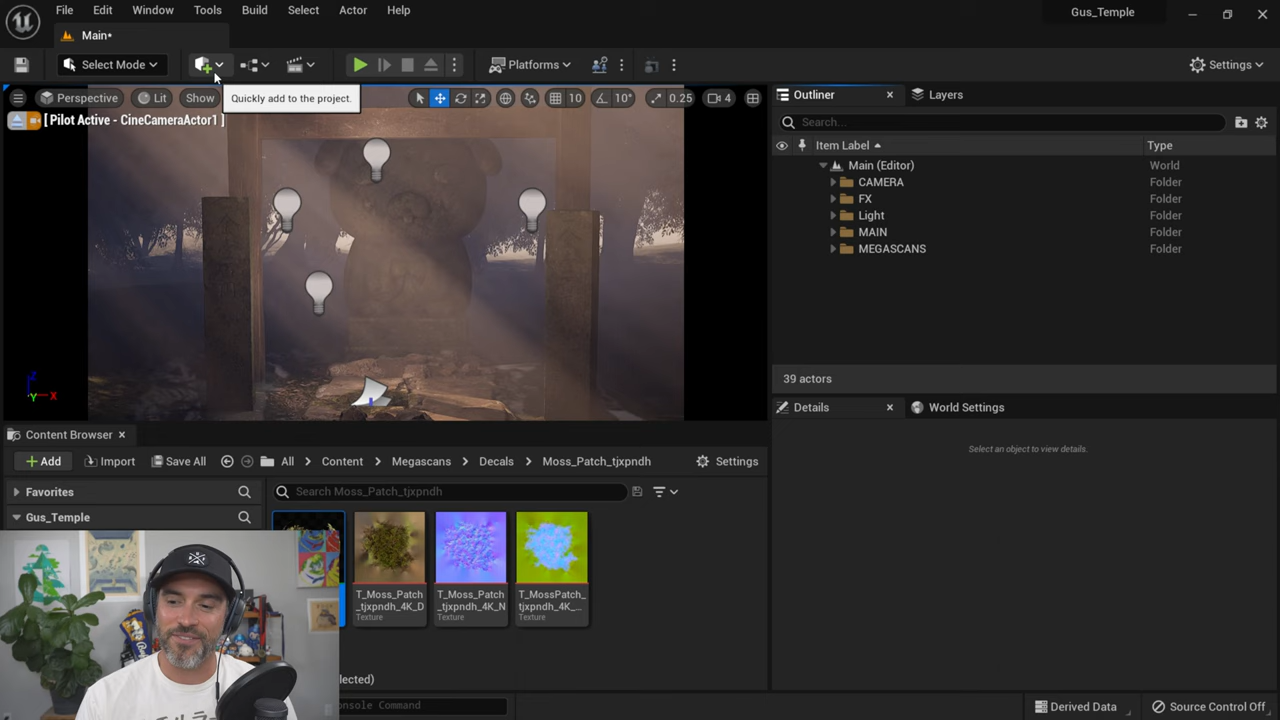 File Edit Window Tools Build Select Actor Help
Gus_Temple
Main*
Select Mode
Platforms
Settings
Perspective
Lit
Show
Quickly add to the project.
10
10°
0.25
4
[ Pilot Active - CineCameraActor1 ]
Outliner
Layers
Search...
Item Label
Type
Main (Editor) World
CAMERA Folder
FX Folder
Light Folder
MAIN Folder
MEGASCANS Folder
39 actors
Details
World Settings
Select an object to view details.
Content Browser
Add
Import
Save All
All > Content > Megascans > Decals > Moss_Patch_tjxpndh
Settings
Favorites
Search Moss_Patch_tjxpndh
Gus_Temple
T_Moss_Patch
_tjxpndh_4K_D
Texture
T_Moss_Patch
_tjxpndh_4K_N
Texture
T_MossPatch_
tjxpndh_4K_...
Texture
lected)
onsole Command
Derived Data
Source Control Off